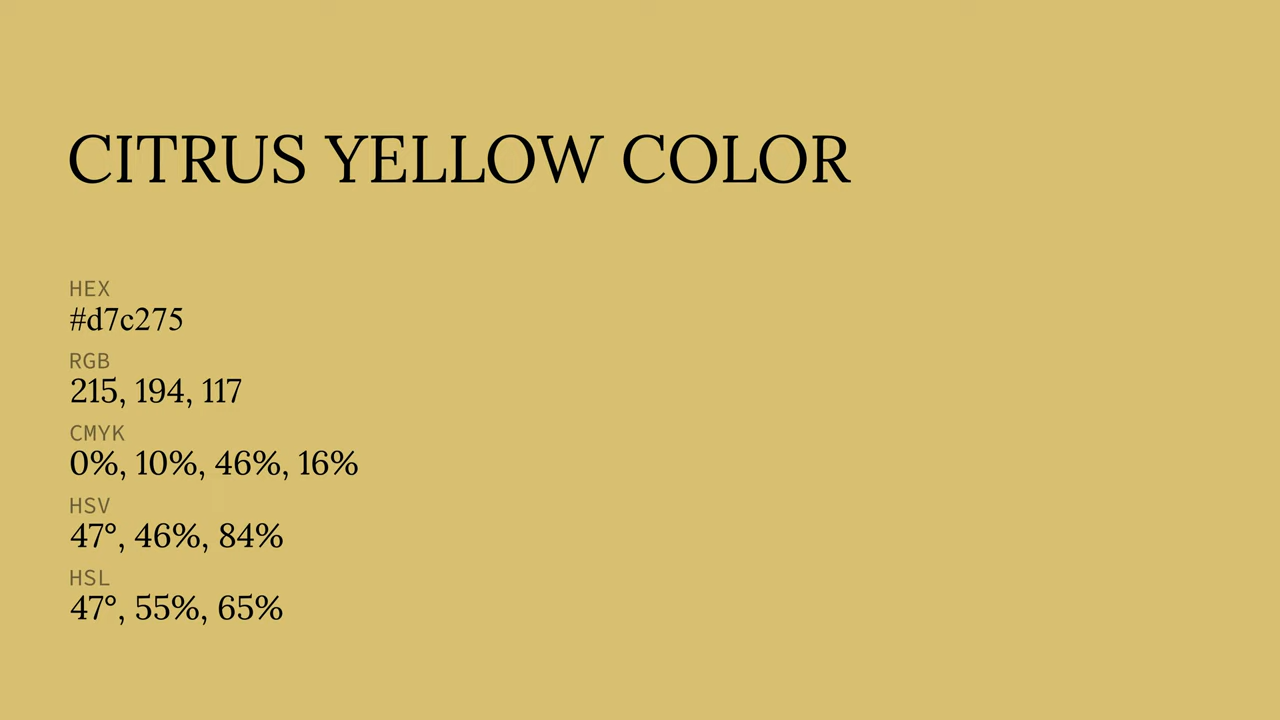 CITRUS YELLOW COLOR
HEX
#d7c275
RGB
215, 194, 117
CMYK
0%, 10%, 46%, 16%
HSV
47°, 46%, 84%
HSL
47°, 55%, 65%